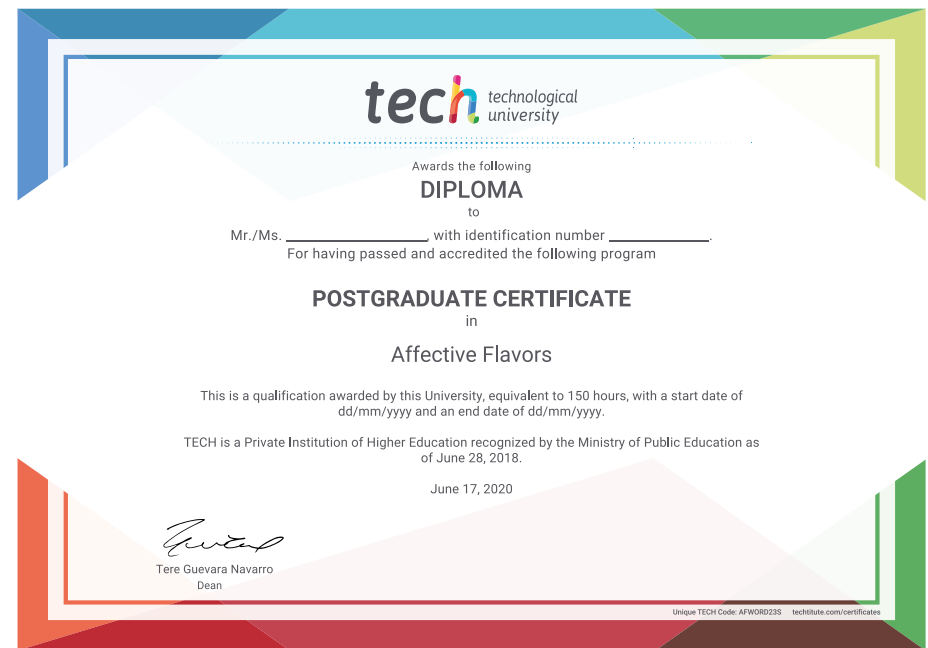 tech technological
university
Awards the following
DIPLOMA
to
Mr./Ms. __________________, with identification number _____________.
For having passed and accredited the following program
POSTGRADUATE CERTIFICATE
in
Affective Flavors
This is a qualification awarded by this University, equivalent to 150 hours, with a start date of
dd/mm/yyyy and an end date of dd/mm/yyyy.
TECH is a Private Institution of Higher Education recognized by the Ministry of Public Education as
of June 28, 2018.
June 17, 2020
Tere Guevara Navarro
Dean
Unique TECH Code: AFWORD23S techtitute.com/certificates